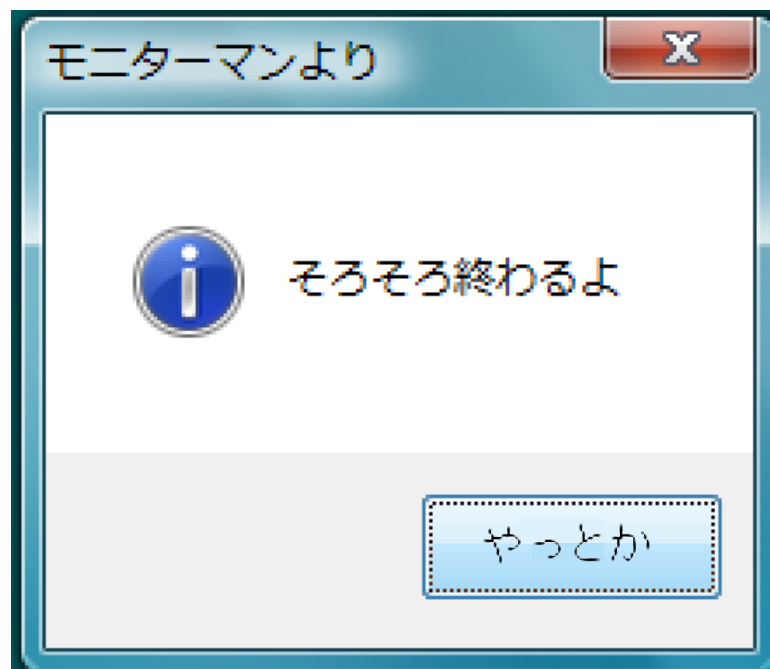 モニターマンより
そろそろ終わるよ
やっとか